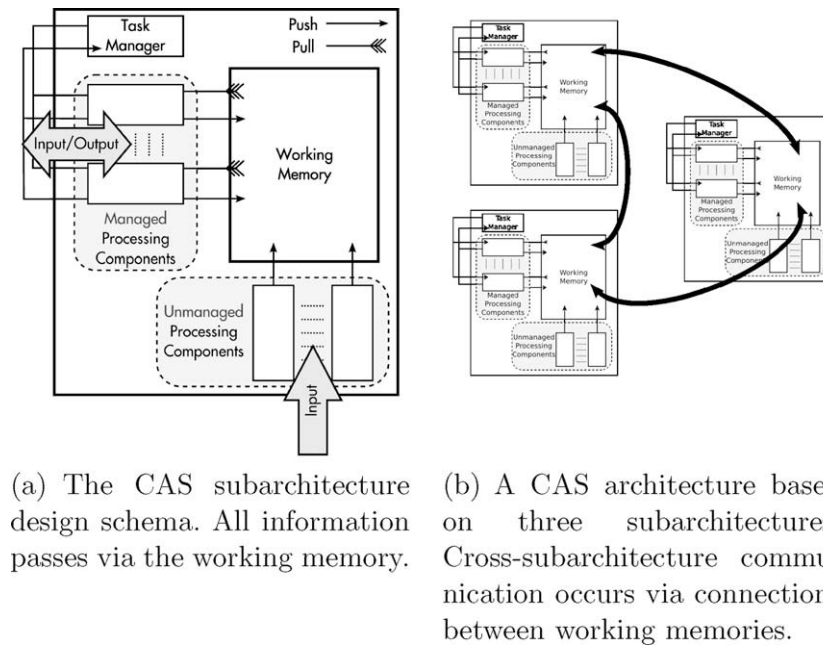 Task
Manager
Push
Pull
Input/Output
Working
Memory
Managed
Processing
Components
Unmanaged
Processing
Components
Input
Task
Manager
Managed Processing
Components
Working
Memory
Unmanaged
Processing
Components
Task
Manager
Managed Processing
Components
Working
Memory
Unmanaged
Processing
Components
Task
Manager
Managed Processing
Components
Working
Memory
Unmanaged
Processing
Components
(a) The CAS subarchitecture
design schema. All information
passes via the working memory.
(b) A CAS architecture base
on three subarchitecture
Cross-subarchitecture commu
nication occurs via connection
between working memories.